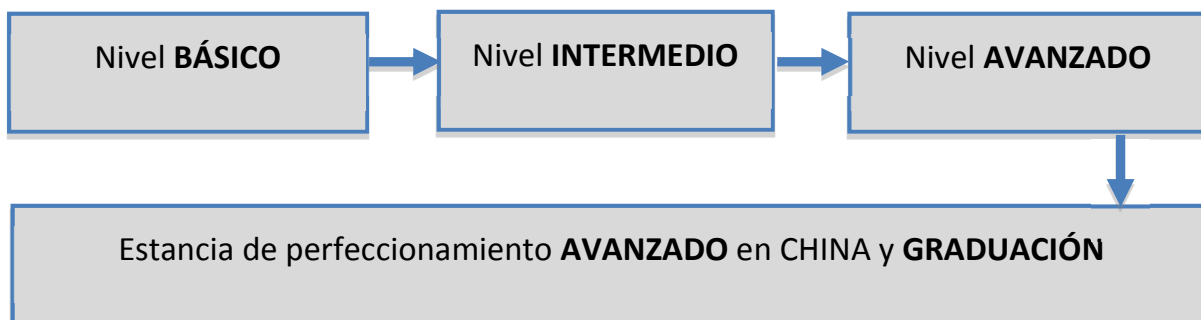 Nivel BÁSICO
Nivel INTERMEDIO
Nivel AVANZADO
Estancia de perfeccionamiento AVANZADO en CHINA y GRADUACIÓN